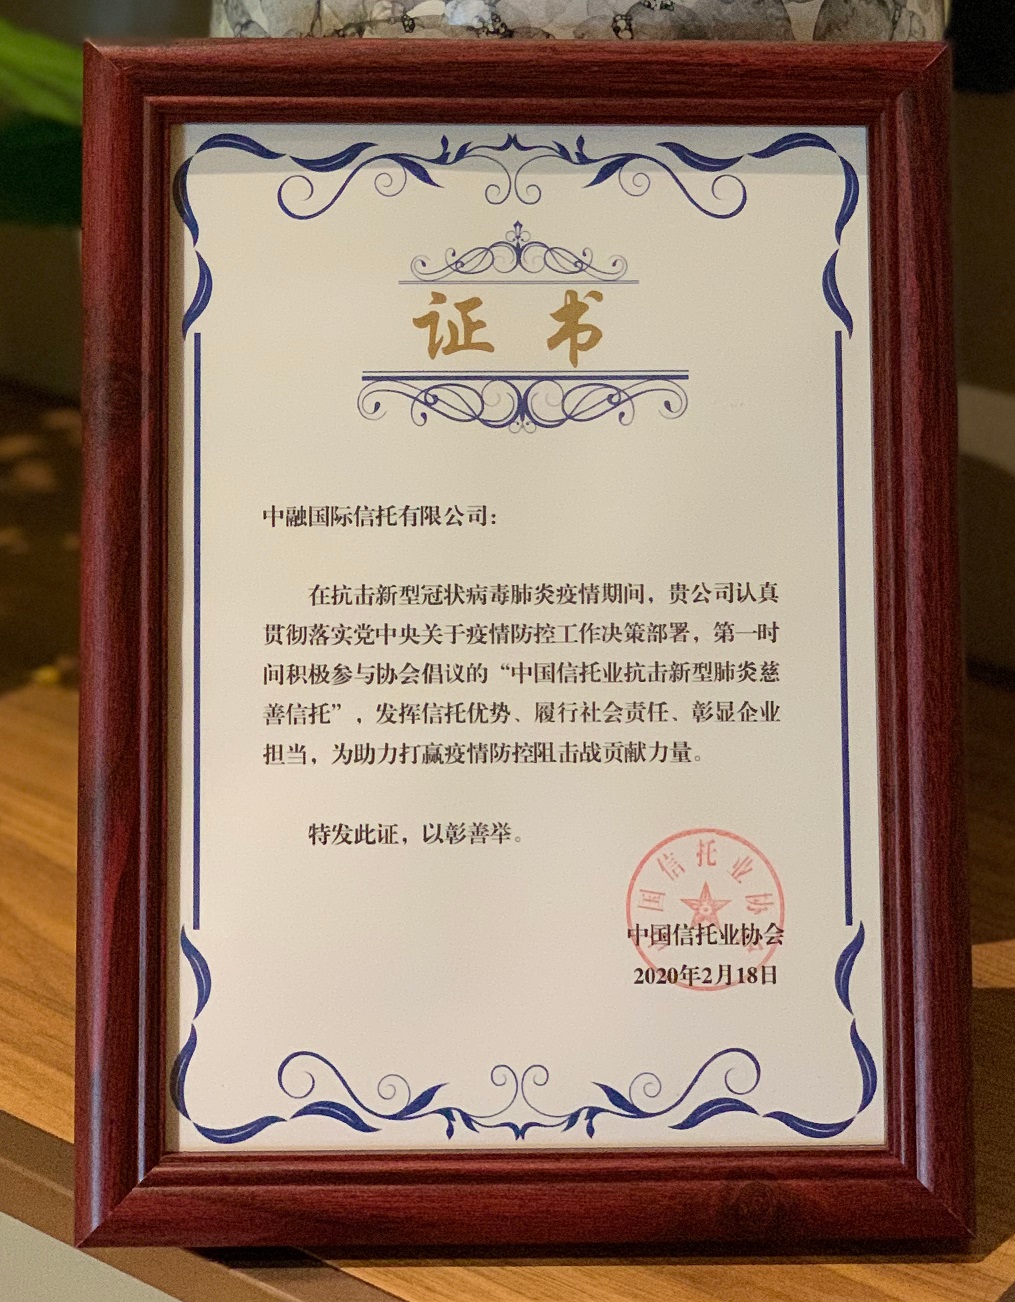 证 书
中融国际信托有限公司：
在抗击新型冠状病毒肺炎疫情期间，贵公司认真
贯彻落实党中央关于疫情防控工作决策部署，第一时
间积极参与协会倡议的“中国信托业抗击新型肺炎慈
善信托”，发挥信托优势、履行社会责任、彰显企业
担当，为助力打赢疫情防控阻击战贡献力量。
特发此证，以彰善举。
中国信托业协会
中国信托业协会
2020年2月18日